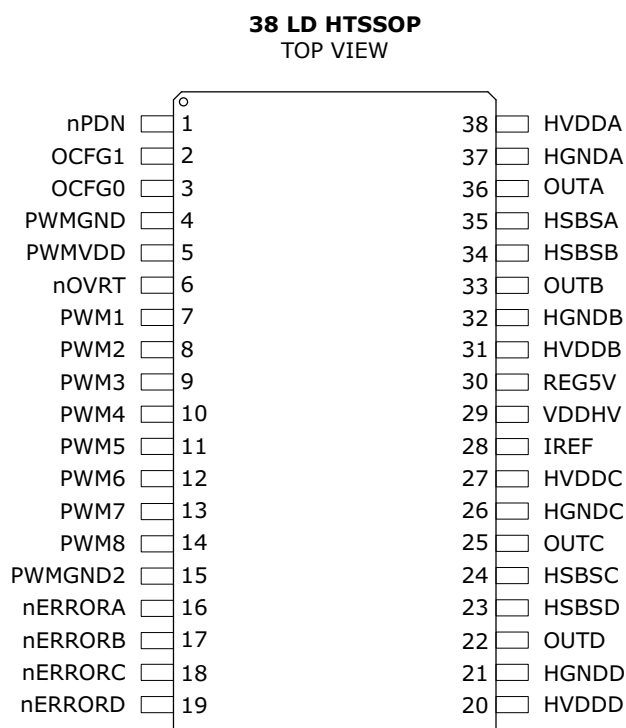 38 LD HTSSOP
TOP VIEW
nPDN 1 38 HVDDA
OCFG1 2 37 HGNDA
OCFG0 3 36 OUTA
PWMGND 4 35 HSBSA
PWMVDD 5 34 HSBSB
nOVRT 6 33 OUTB
PWM1 7 32 HGNDB
PWM2 8 31 HVDDB
PWM3 9 30 REG5V
PWM4 10 29 VDDHV
PWM5 11 28 IREF
PWM6 12 27 HVDDC
PWM7 13 26 HGNDC
PWM8 14 25 OUTC
PWMGND2 15 24 HSBSC
nERRORA 16 23 HSBSD
nERRORB 17 22 OUTD
nERRORC 18 21 HGNDD
nERRORD 19 20 HVDDD